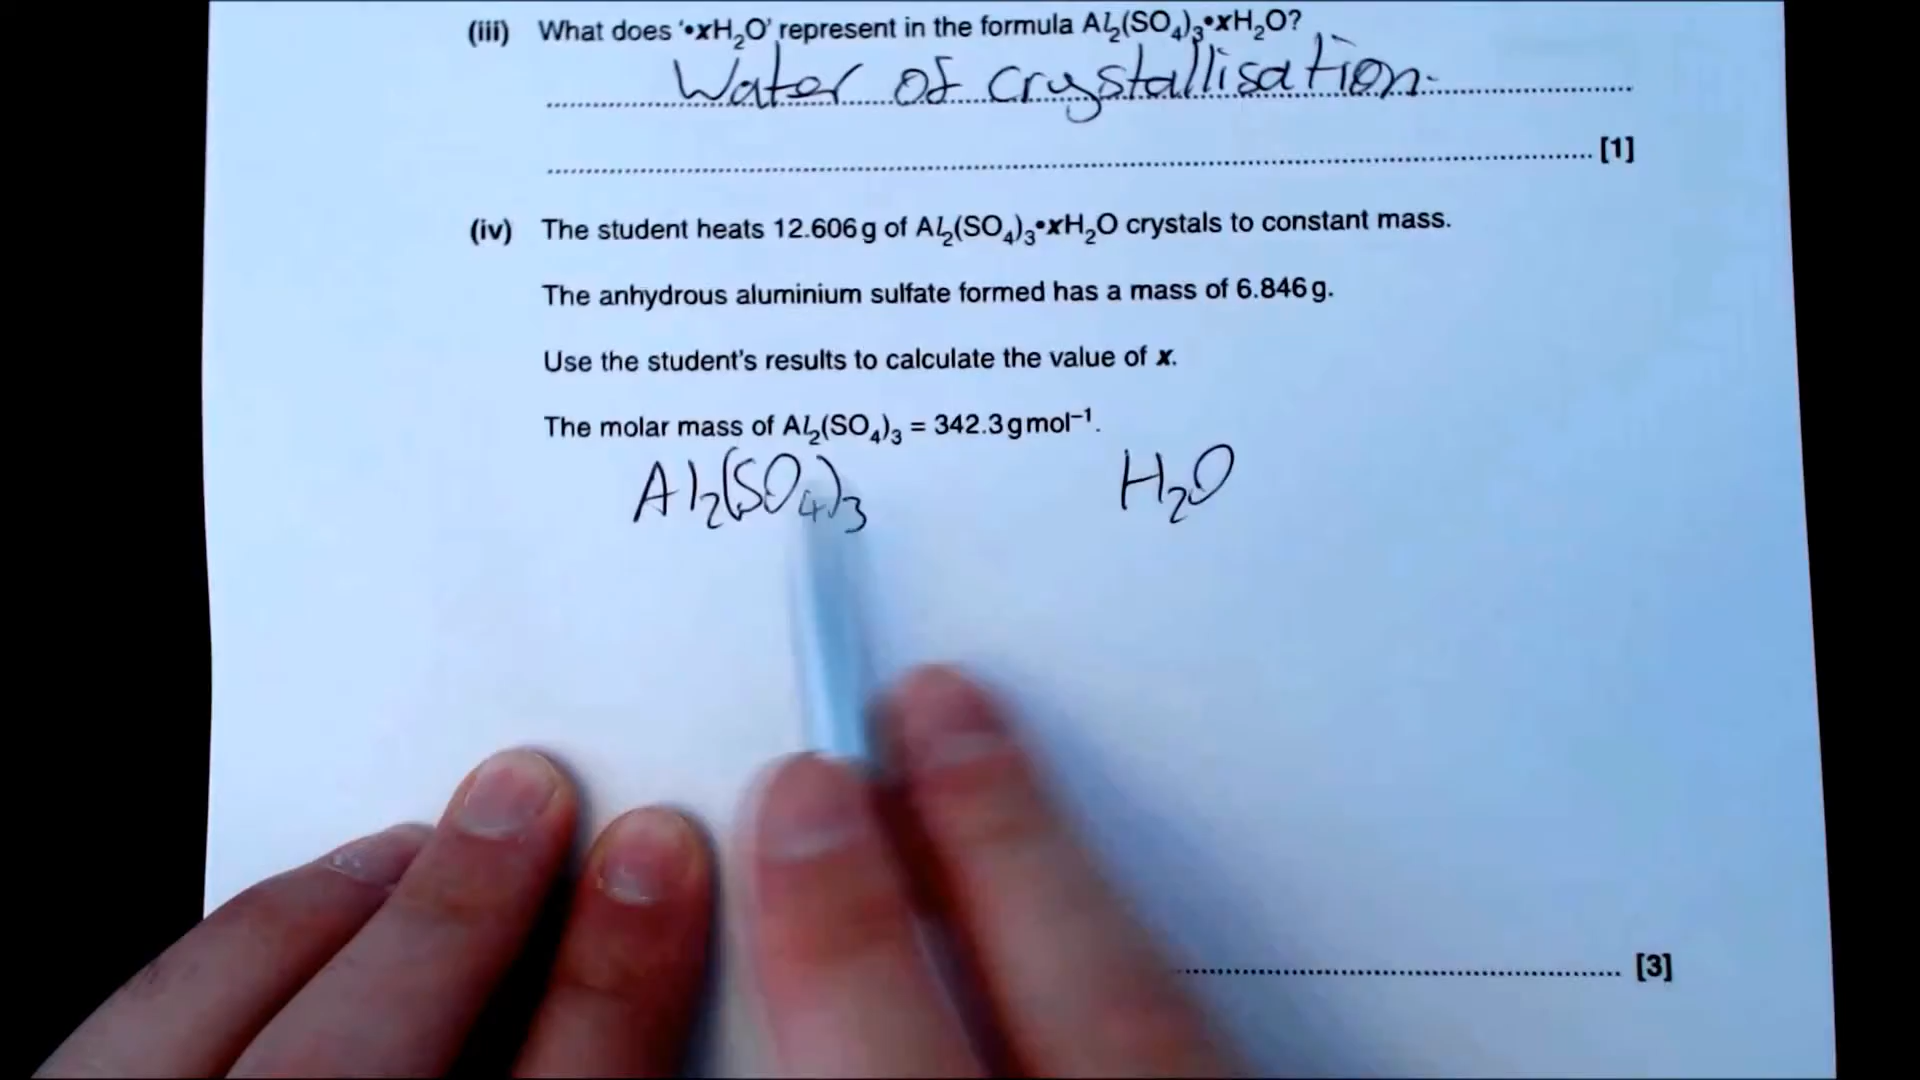 (iii) What does ‘•xH₂O’ represent in the formula Al₂(SO₄)₃•xH₂O?
Water of crystallisation.
[1]
(iv) The student heats 12.606 g of Al₂(SO₄)₃•xH₂O crystals to constant mass.
The anhydrous aluminium sulfate formed has a mass of 6.846 g.
Use the student's results to calculate the value of x.
The molar mass of Al₂(SO₄)₃ = 342.3 g mol⁻¹.
Al₂(SO₄)₃ H₂O
[3]